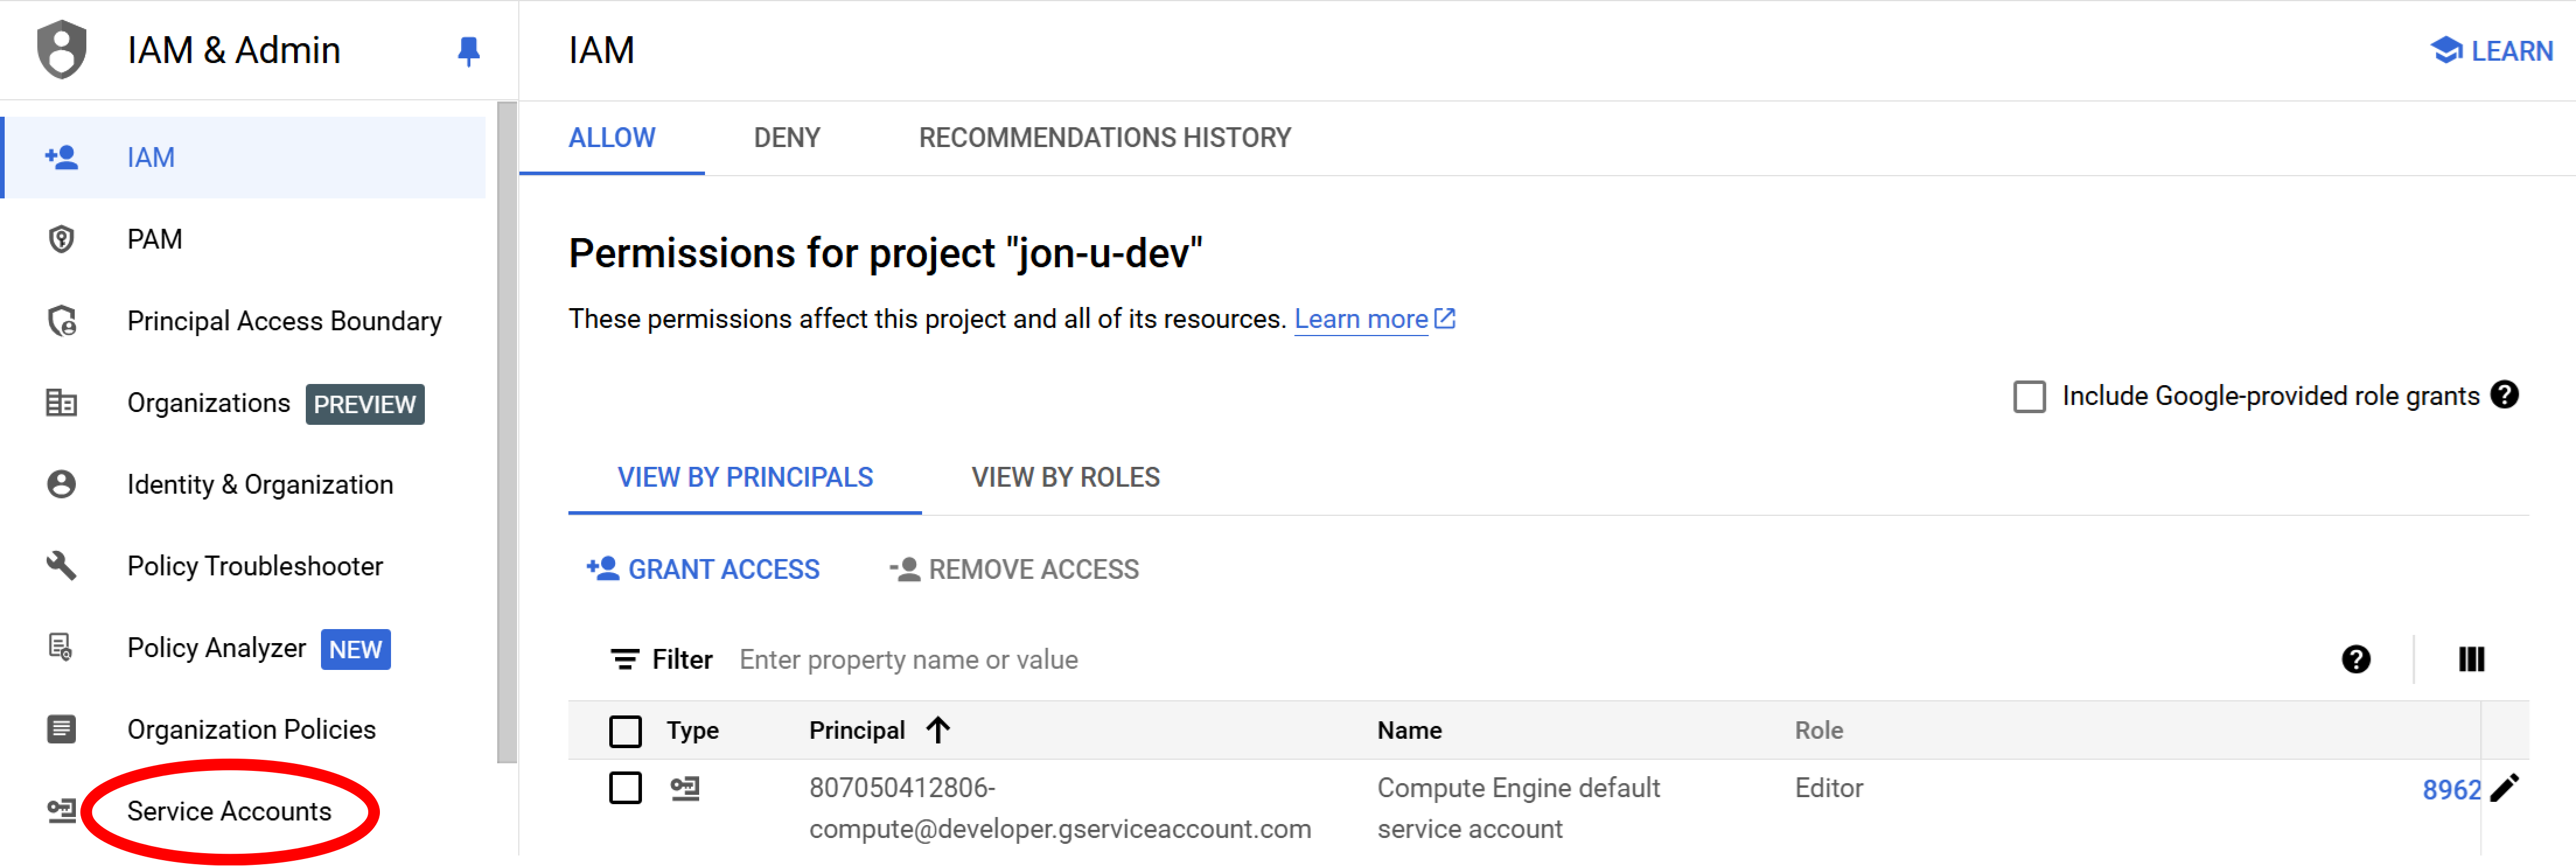 IAM & Admin
IAM
PAM
Principal Access Boundary
Organizations PREVIEW
Identity & Organization
Policy Troubleshooter
Policy Analyzer NEW
Organization Policies
Service Accounts
IAM
LEARN
ALLOW DENY RECOMMENDATIONS HISTORY
Permissions for project "jon-u-dev"
These permissions affect this project and all of its resources. Learn more
Include Google-provided role grants
VIEW BY PRINCIPALS VIEW BY ROLES
GRANT ACCESS REMOVE ACCESS
Filter Enter property name or value
Type Principal Name Role
807050412806-
compute@developer.gserviceaccount.com
Compute Engine default
service account
Editor
8962